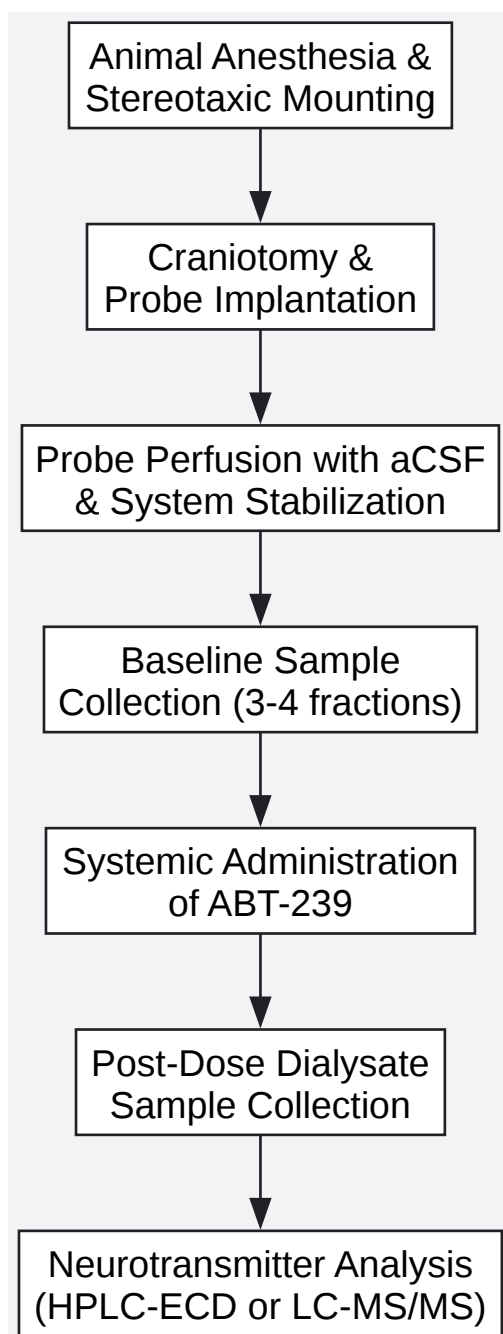 Animal Anesthesia &
Stereotaxic Mounting
Craniotomy &
Probe Implantation
Probe Perfusion with aCSF
& System Stabilization
Baseline Sample
Collection (3-4 fractions)
Systemic Administration
of ABT-239
Post-Dose Dialysate
Sample Collection
Neurotransmitter Analysis
(HPLC-ECD or LC-MS/MS)